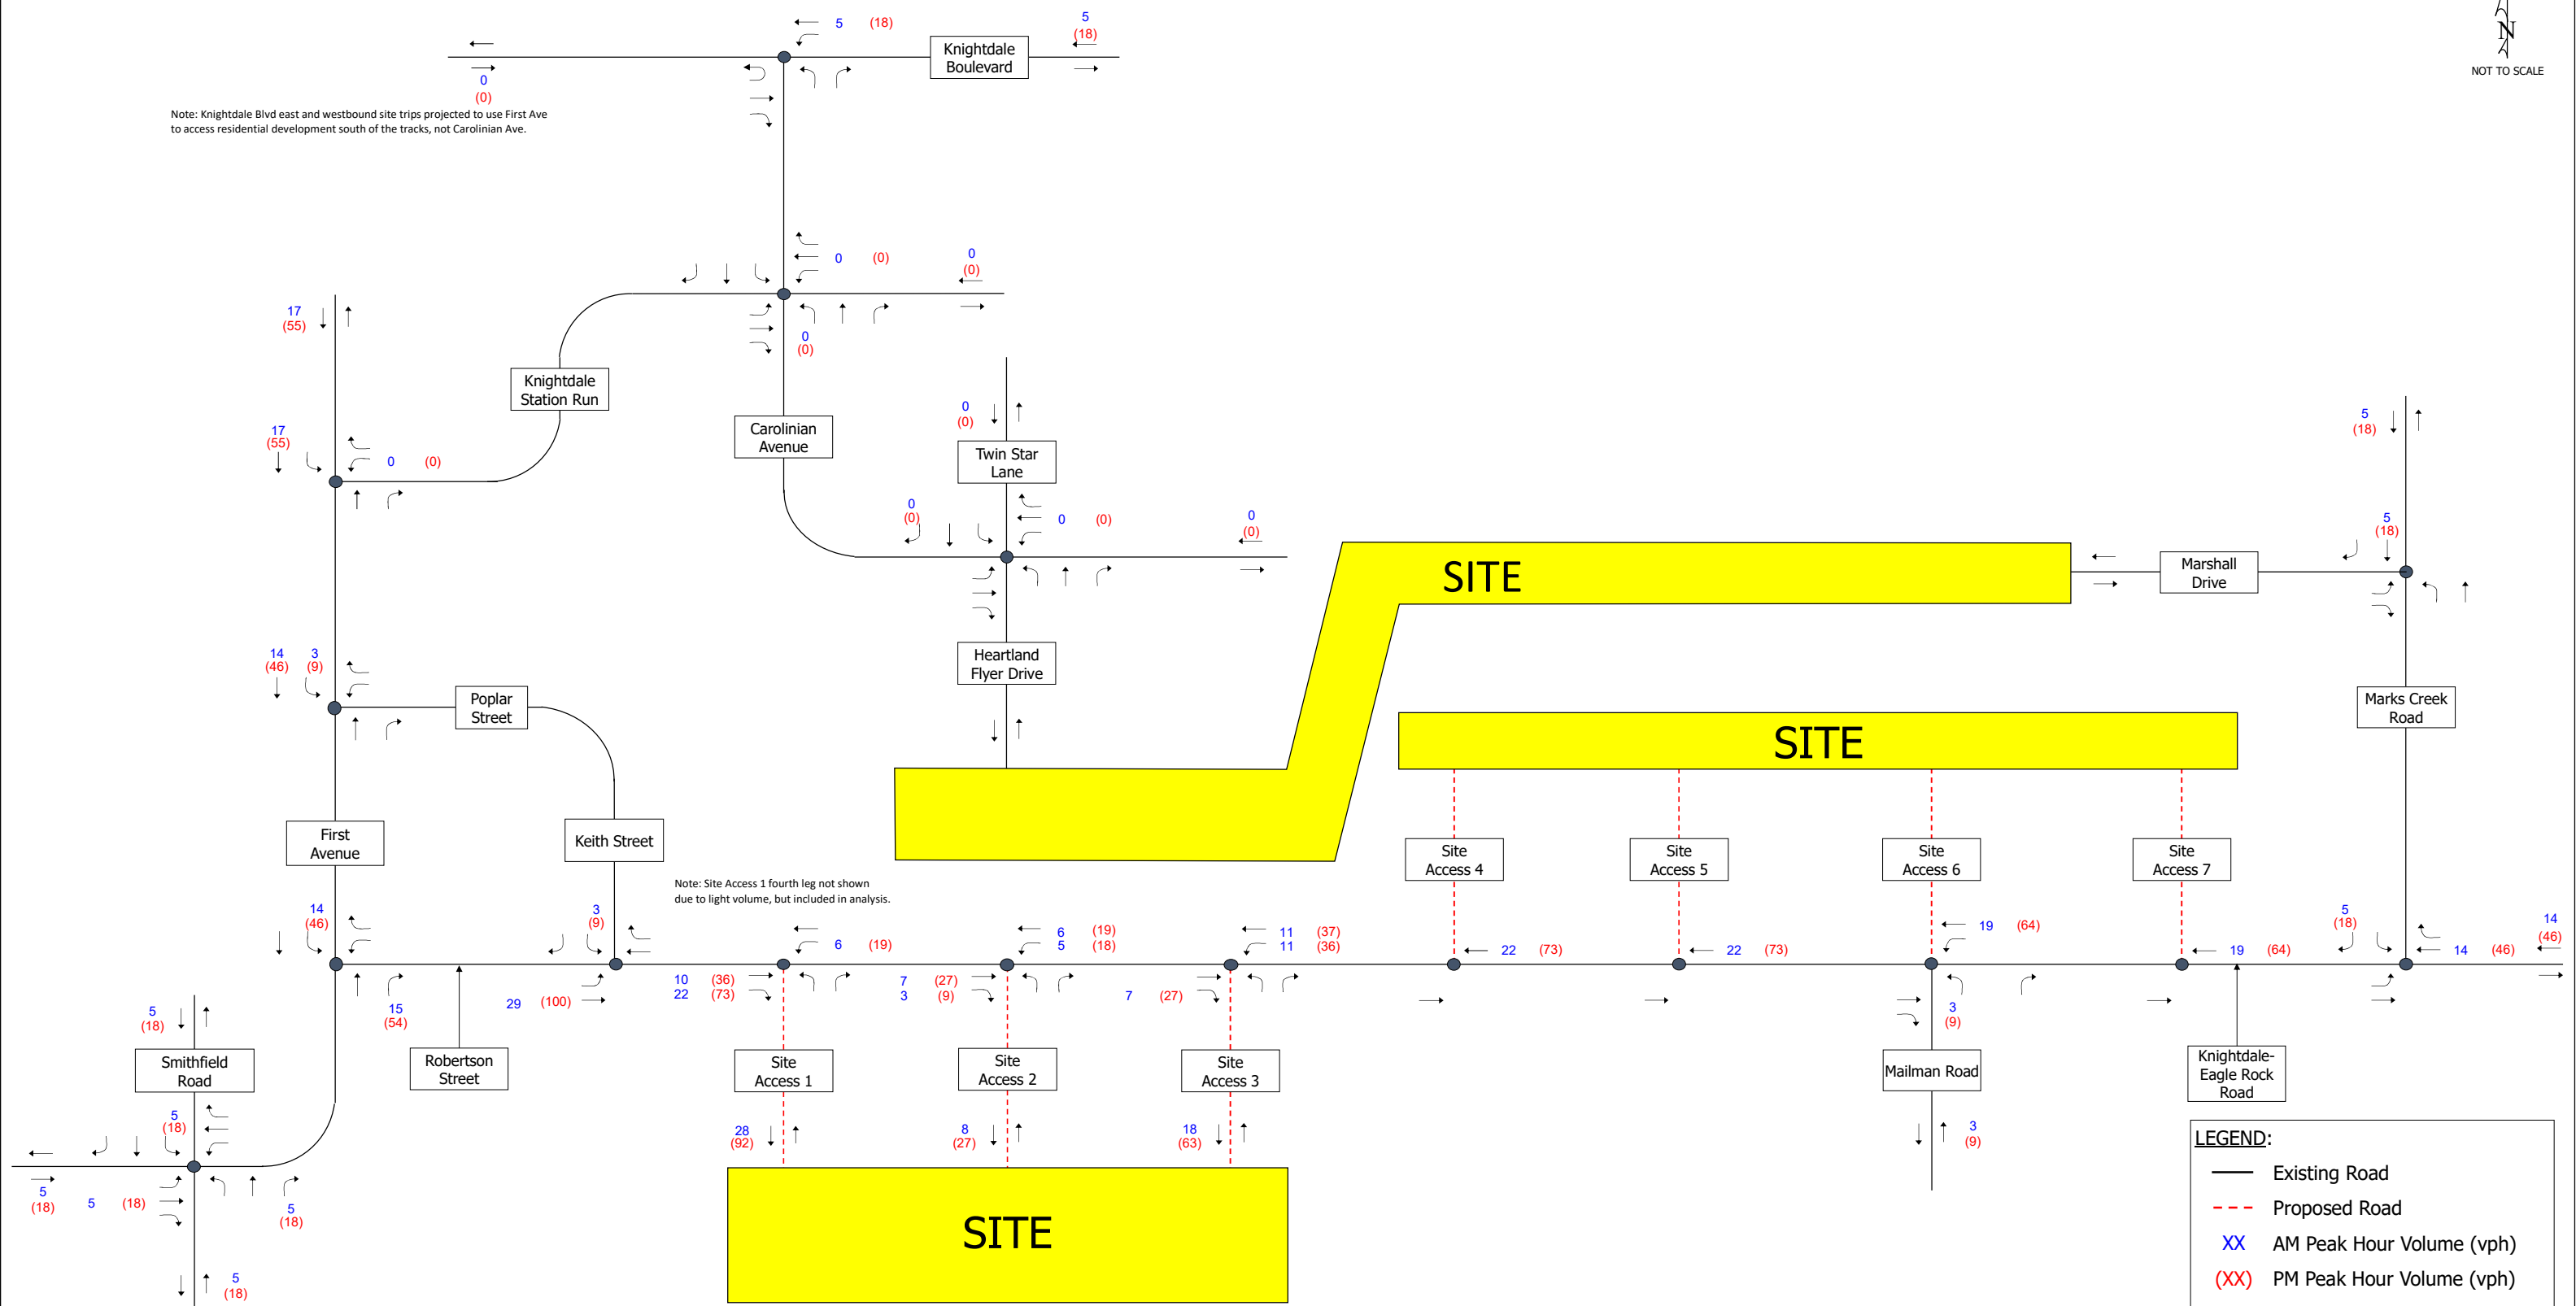 5 (18)
5
(18)
Knightdale
Boulevard
N
NOT TO SCALE
0
(0)
Note: Knightdale Blvd east and westbound site trips projected to use First Ave
to access residential development south of the tracks, not Carolinian Ave.
0 (0)
0
(0)
17
(55)
0
(0)
Knightdale
Station Run
Carolinian
Avenue
0
(0)
Twin Star
Lane
5
(18)
17
(55)
0 (0)
0
(0)
0 (0)
0
(0)
5
(18)
SITE
Marshall
Drive
14
(46)
3
(9)
Poplar
Street
Heartland
Flyer Drive
Marks Creek
Road
SITE
First
Avenue
Keith Street
Site
Access 4
Site
Access 5
Site
Access 6
Site
Access 7
Note: Site Access 1 fourth leg not shown
due to light volume, but included in analysis.
14
(46)
3
(9)
6 (19)
6 (19)
5 (18)
11 (37)
11 (36)
22 (73)
22 (73)
19 (64)
19 (64)
5
(18)
14 (46)
14
(46)
15
(54)
29 (100)
10 (36)
22 (73)
7 (27)
3 (9)
7 (27)
3
(9)
5
(18)
Smithfield
Road
Robertson
Street
Site
Access 1
Site
Access 2
Site
Access 3
Mailman Road
Knightdale-
Eagle Rock
Road
5
(18)
28
(92)
8
(27)
18
(63)
3
(9)
5
(18)
5 (18)
5
(18)
5
(18)
SITE
LEGEND:
Existing Road
Proposed Road
XX AM Peak Hour Volume (vph)
(XX) PM Peak Hour Volume (vph)